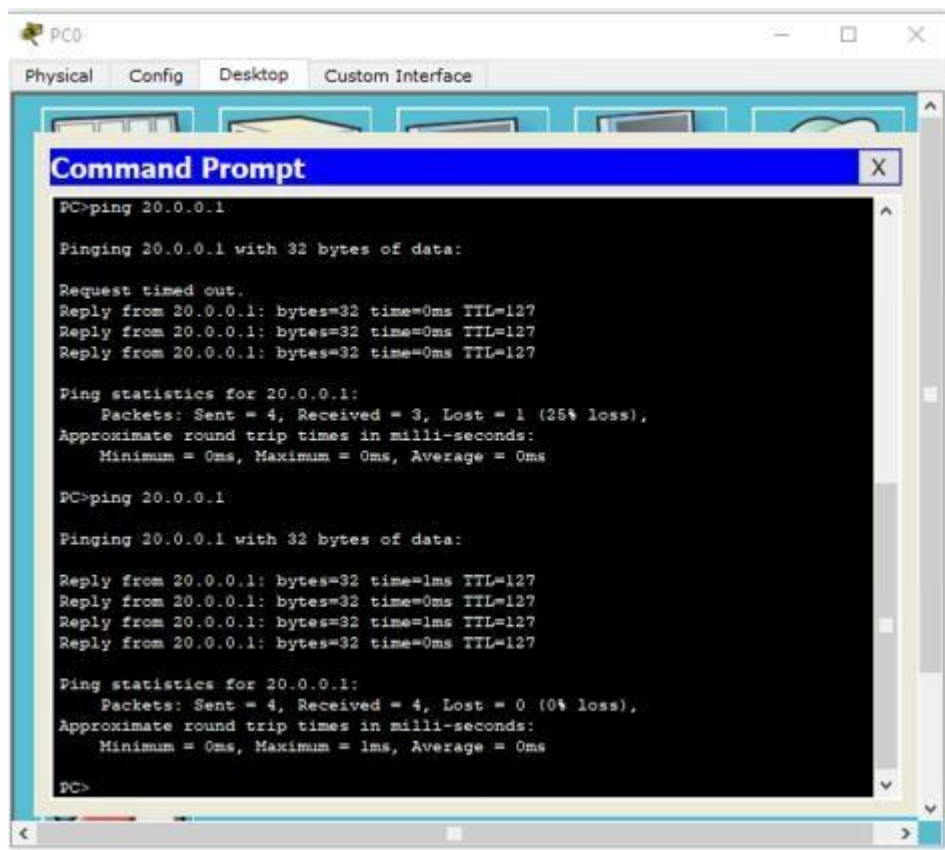 PC0
Physical Config Desktop Custom Interface
Command Prompt
X
PC>ping 20.0.0.1
Pinging 20.0.0.1 with 32 bytes of data:
Request timed out.
Reply from 20.0.0.1: bytes=32 time=0ms TTL=127
Reply from 20.0.0.1: bytes=32 time=0ms TTL=127
Reply from 20.0.0.1: bytes=32 time=0ms TTL=127
Ping statistics for 20.0.0.1:
Packets: Sent = 4, Received = 3, Lost = 1 (25% loss),
Approximate round trip times in milli-seconds:
Minimum = 0ms, Maximum = 0ms, Average = 0ms
PC>ping 20.0.0.1
Pinging 20.0.0.1 with 32 bytes of data:
Reply from 20.0.0.1: bytes=32 time=1ms TTL=127
Reply from 20.0.0.1: bytes=32 time=0ms TTL=127
Reply from 20.0.0.1: bytes=32 time=1ms TTL=127
Reply from 20.0.0.1: bytes=32 time=0ms TTL=127
Ping statistics for 20.0.0.1:
Packets: Sent = 4, Received = 4, Lost = 0 (0% loss),
Approximate round trip times in milli-seconds:
Minimum = 0ms, Maximum = 1ms, Average = 0ms
PC>